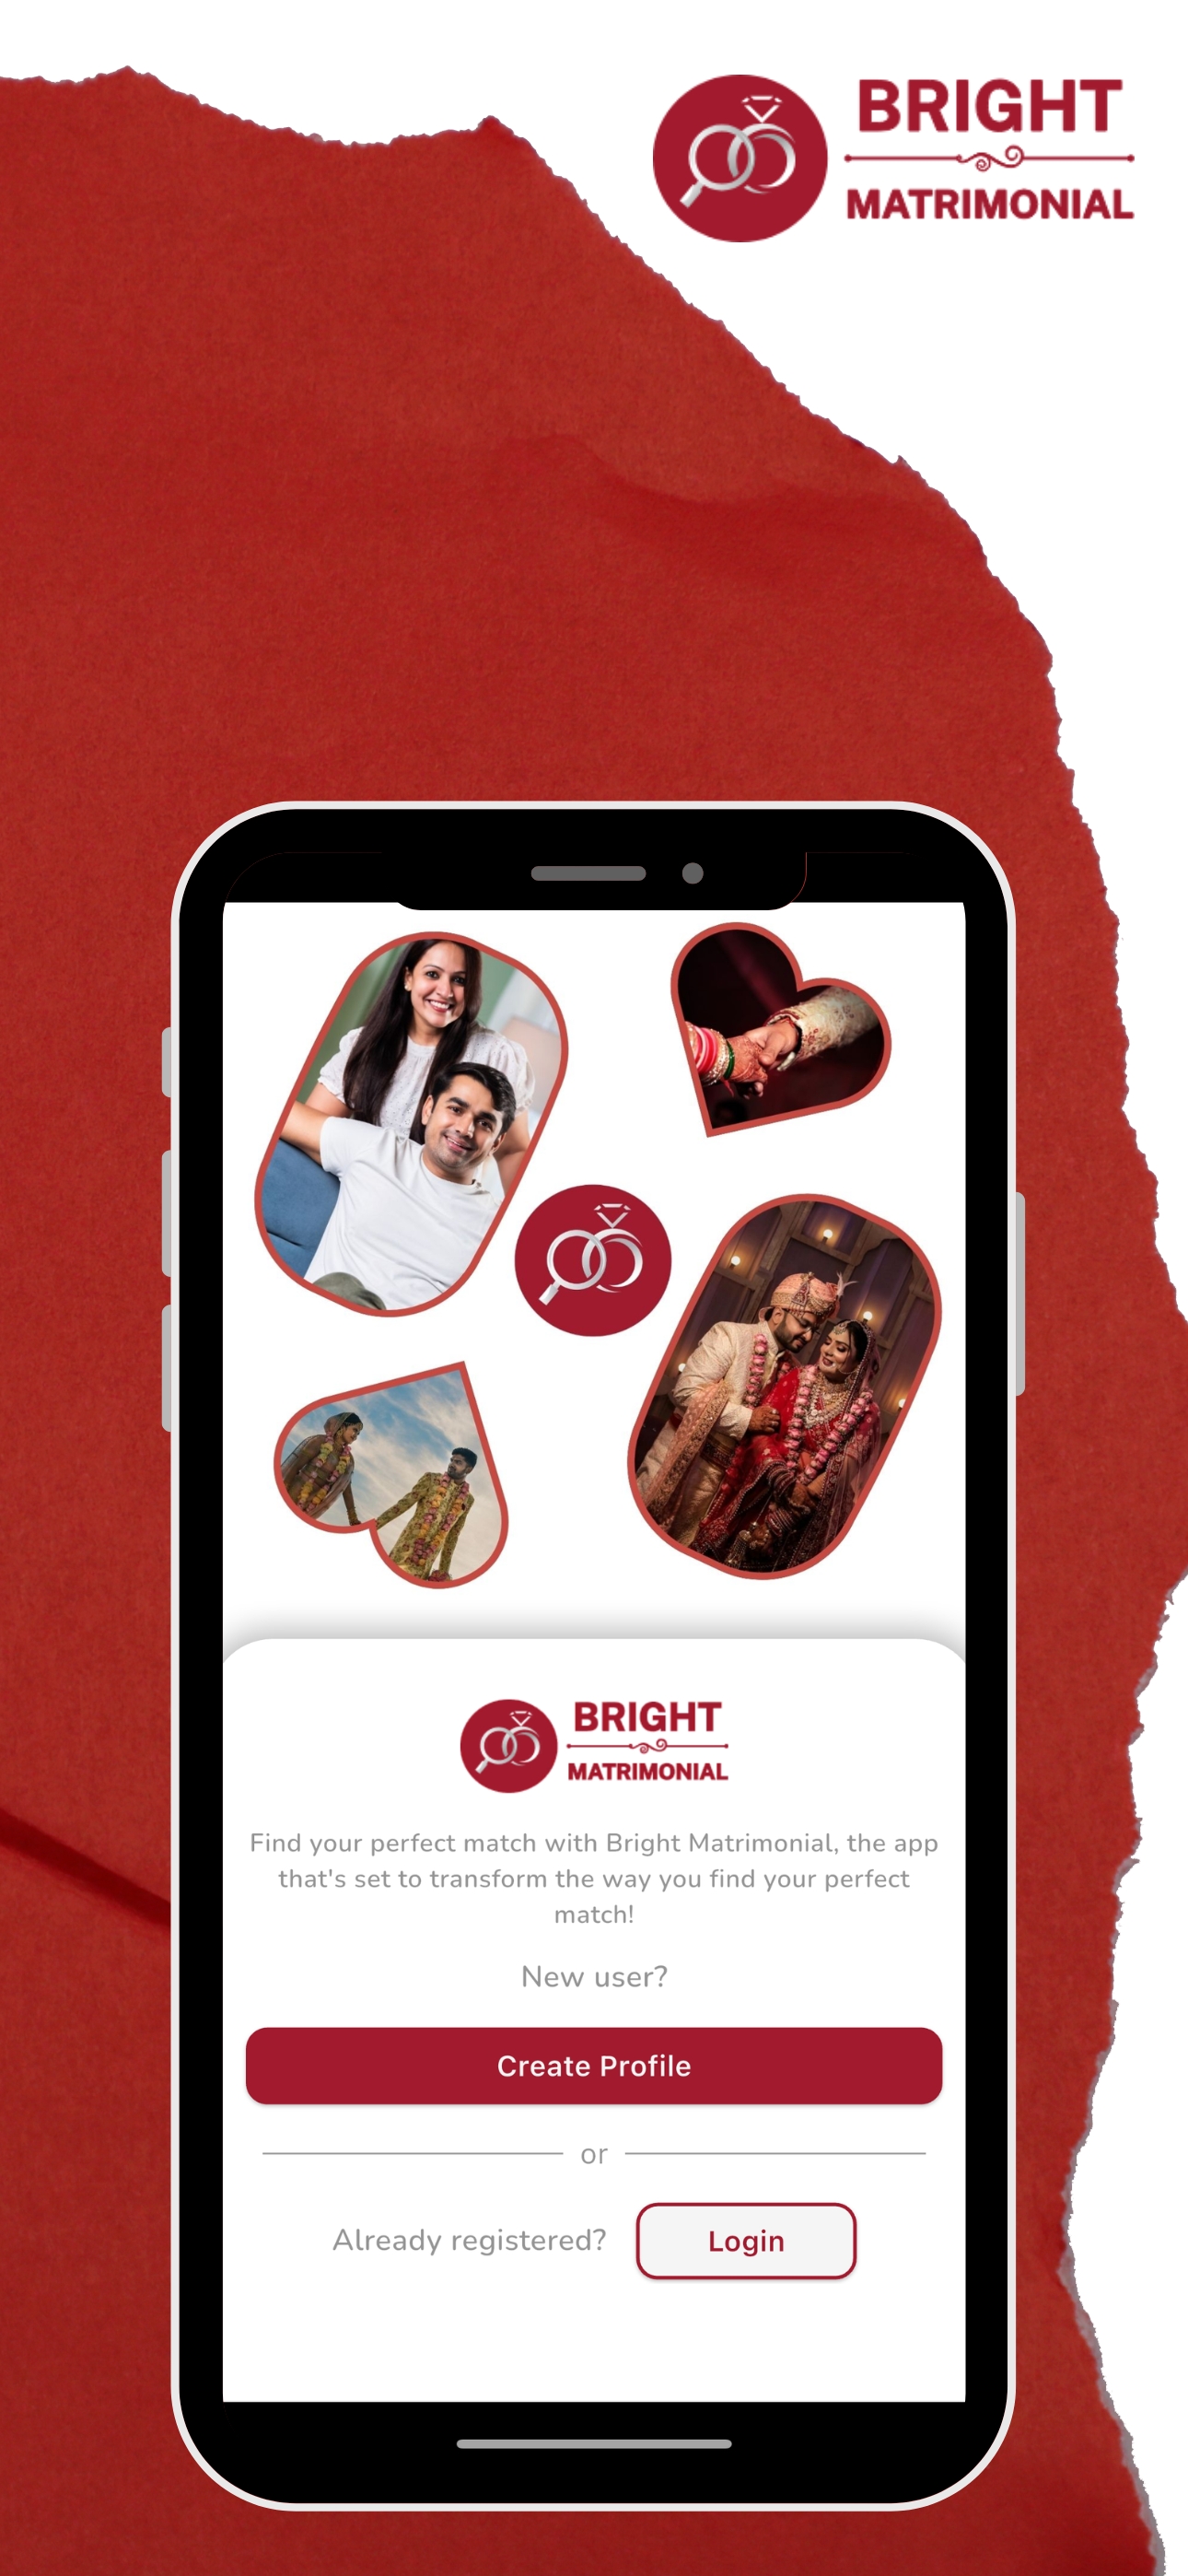 BRIGHT
MATRIMONIAL
BRIGHT
MATRIMONIAL
Find your perfect match with Bright Matrimonial, the app
that's set to transform the way you find your perfect
match!
New user?
Create Profile
or
Already registered? Login